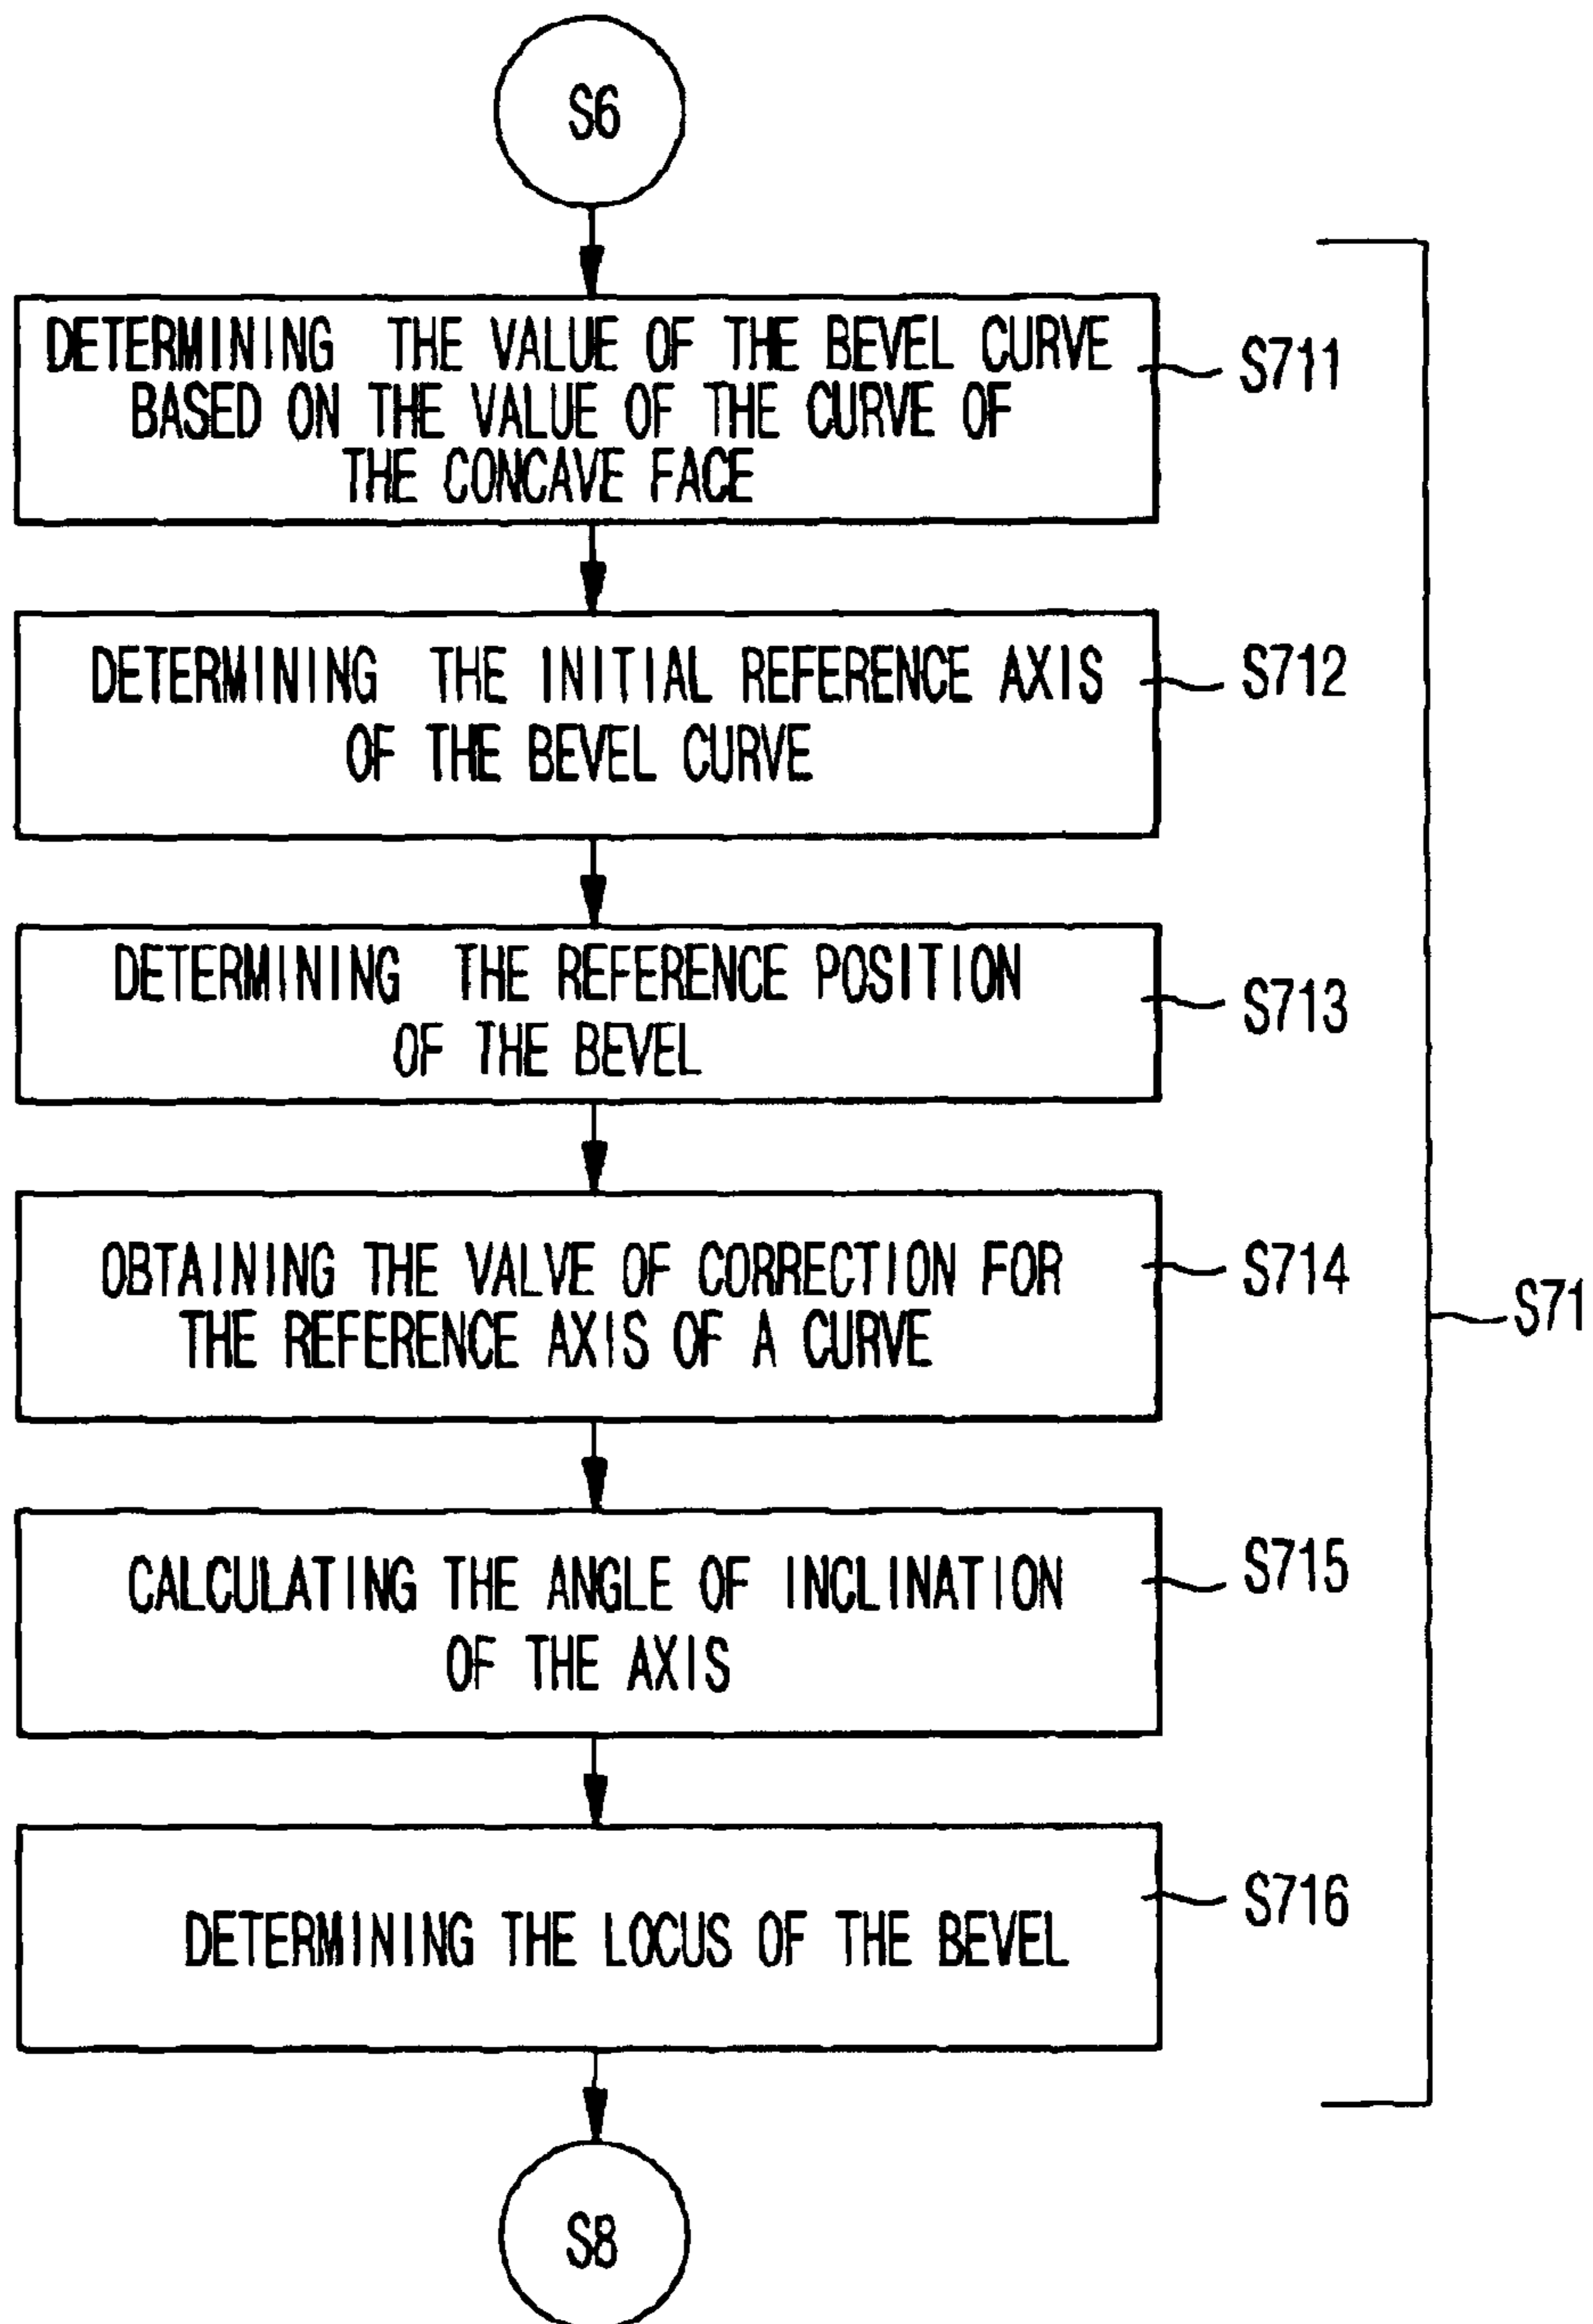 S6
DETERMINING THE VALUE OF THE BEVEL CURVE
BASED ON THE VALUE OF THE CURVE OF
THE CONCAVE FACE
S711
DETERMINING THE INITIAL REFERENCE AXIS
OF THE BEVEL CURVE
S712
DETERMINING THE REFERENCE POSITION
OF THE BEVEL
S713
OBTAINING THE VALVE OF CORRECTION FOR
THE REFERENCE AXIS OF A CURVE
S714
S71
CALCULATING THE ANGLE OF INCLINATION
OF THE AXIS
S715
DETERMINING THE LOCUS OF THE BEVEL
S716
S8